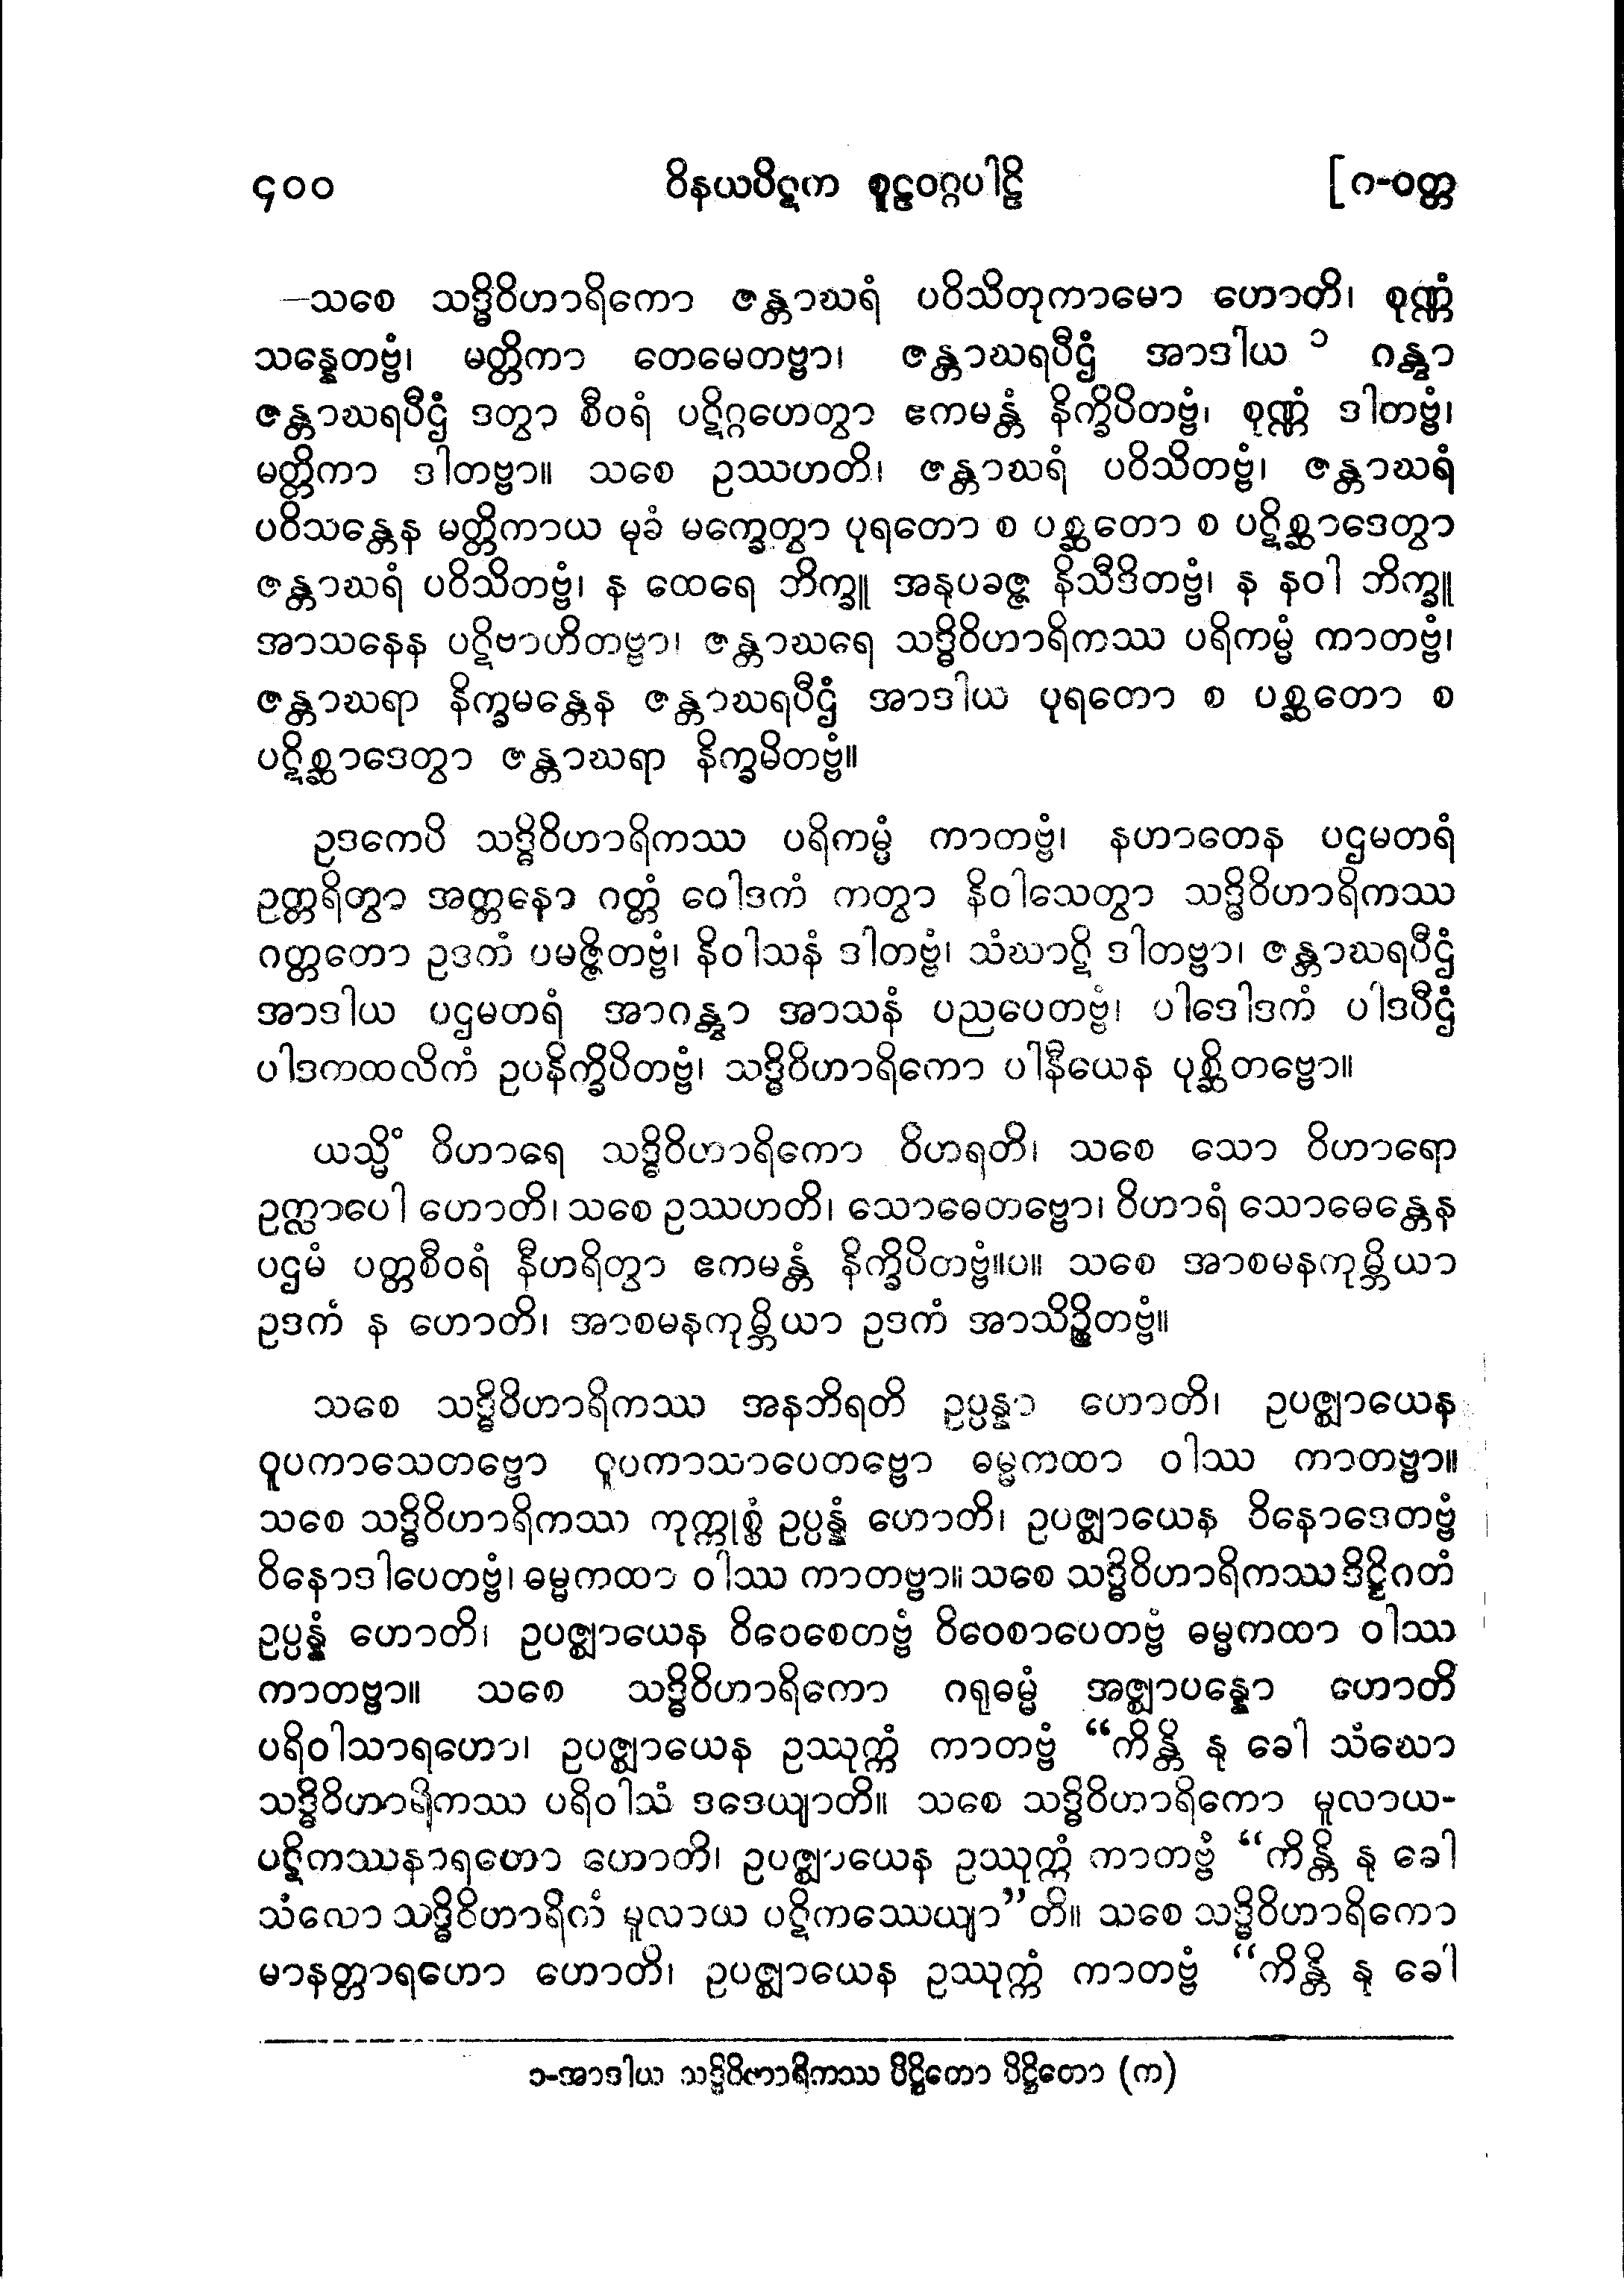 ၄၀၀ ဝိနယပိဋက စူဠဝဂ္ဂပါဠိ [ဂ-ဝတ္တ
—သစေ သဒ္ဓိဝိဟာရိကော ဇန္တာဃရံ ပဝိသိတုကာမော ဟောတိ၊ စုဏ္ဏံ
သန္နေတဗ္ဗံ၊ မတ္တိကာ တေမေတဗ္ဗာ၊ ဇန္တာဃရပီဌံ အာဒါယ ၁ ဂန္တွာ
ဇန္တာဃရပီဌံ ဒတွာ စီဝရံ ပဋိဂ္ဂဟေတွာ ဧကမန္တံ နိက္ခိပိတဗ္ဗံ၊ စုဏ္ဏံ ဒါတဗ္ဗံ၊
မတ္တိကာ ဒါတဗ္ဗာ။ သစေ ဥဿဟတိ၊ ဇန္တာဃရံ ပဝိသိတဗ္ဗံ၊ ဇန္တာဃရံ
ပဝိသန္တေန မတ္တိကာယ မုခံ မက္ခေတွာ ပုရတော စ ပစ္ဆတော စ ပဋိစ္ဆာဒေတွာ
ဇန္တာဃရံ ပဝိသိတဗ္ဗံ၊ န ထေရေ ဘိက္ခူ အနုပခဇ္ဇ နိသီဒိတဗ္ဗံ၊ န နဝါ ဘိက္ခူ
အာသနေန ပဋိဗာဟိတဗ္ဗာ၊ ဇန္တာဃရေ သဒ္ဓိဝိဟာရိကဿ ပရိကမ္မံ ကာတဗ္ဗံ၊
ဇန္တာဃရာ နိက္ခမန္တေန ဇန္တာဃရပီဌံ အာဒါယ ပုရတော စ ပစ္ဆတော စ
ပဋိစ္ဆာဒေတွာ ဇန္တာဃရာ နိက္ခမိတဗ္ဗံ။
ဥဒကေပိ သဒ္ဓိဝိဟာရိကဿ ပရိကမ္မံ ကာတဗ္ဗံ၊ နဟာတေန ပဌမတရံ
ဥတ္တရိတွာ အတ္တနော ဂတ္တံ ဝေါဒကံ ကတွာ နိဝါသေတွာ သဒ္ဓိဝိဟာရိကဿ
ဂတ္တတော ဥဒကံ ပမဇ္ဇိတဗ္ဗံ၊ နိဝါသနံ ဒါတဗ္ဗံ၊ သံဃာဋိ ဒါတဗ္ဗာ၊ ဇန္တာဃရပီဌံ
အာဒါယ ပဌမတရံ အာဂန္တွာ အာသနံ ပညပေတဗ္ဗံ၊ ပါဒေါဒကံ ပါဒပီဌံ
ပါဒကထလိကံ ဥပနိက္ခိပိတဗ္ဗံ၊ သဒ္ဓိဝိဟာရိကော ပါနီယေန ပုစ္ဆိတဗ္ဗော။
ယသ္မိံ ဝိဟာရေ သဒ္ဓိဝိဟာရိကော ဝိဟရတိ၊ သစေ သော ဝိဟာရော
ဥက္လာပေါ ဟောတိ၊ သစေ ဥဿဟတိ၊ သောဓေတဗ္ဗော၊ ဝိဟာရံ သောဓေန္တေန
ပဌမံ ပတ္တစီဝရံ နီဟရိတွာ ဧကမန္တံ နိက္ခိပိတဗ္ဗံ။ပ။ သစေ အာစမနကုမ္ဘိယာ
ဥဒကံ န ဟောတိ၊ အာစမနကုမ္ဘိယာ ဥဒကံ အာသိဉ္စိတဗ္ဗံ။
သစေ သဒ္ဓိဝိဟာရိကဿ အနဘိရတိ ဥပ္ပန္နာ ဟောတိ၊ ဥပဇ္ဈာယေန
ဝူပကာသေတဗ္ဗော ဝူပကာသာပေတဗ္ဗော ဓမ္မကထာ ဝါဿ ကာတဗ္ဗာ။
သစေ သဒ္ဓိဝိဟာရိကဿ ကုက္ကုစ္စံ ဥပ္ပန္နံ ဟောတိ၊ ဥပဇ္ဈာယေန ဝိနောဒေတဗ္ဗံ
ဝိနောဒါပေတဗ္ဗံ၊ ဓမ္မကထာ ဝါဿ ကာတဗ္ဗာ။ သစေ သဒ္ဓိဝိဟာရိကဿ ဒိဋ္ဌိဂတံ
ဥပ္ပန္နံ ဟောတိ၊ ဥပဇ္ဈာယေန ဝိဝေစေတဗ္ဗံ ဝိဝေစာပေတဗ္ဗံ ဓမ္မကထာ ဝါဿ
ကာတဗ္ဗာ။ သစေ သဒ္ဓိဝိဟာရိကော ဂရုဓမ္မံ အဇ္ဈာပန္နော ဟောတိ
ပရိဝါသာရဟော၊ ဥပဇ္ဈာယေန ဥဿုက္ကံ ကာတဗ္ဗံ “ကိန္တိ နု ခေါ သံဃော
သဒ္ဓိဝိဟာရိကဿ ပရိဝါသံ ဒဒေယျာတိ။ သစေ သဒ္ဓိဝိဟာရိကော မူလာယ-
ပဋိကဿနာရဟော ဟောတိ၊ ဥပဇ္ဈာယေန ဥဿုက္ကံ ကာတဗ္ဗံ “ကိန္တိ နု ခေါ
သံဃော သဒ္ဓိဝိဟာရိကံ မူလာယ ပဋိကဿေယျာ”တိ။ သစေ သဒ္ဓိဝိဟာရိကော
မာနတ္တာရဟော ဟောတိ၊ ဥပဇ္ဈာယေန ဥဿုက္ကံ ကာတဗ္ဗံ “ကိန္တိ နု ခေါ
၁-အာဒါယ သဒ္ဓိဝိဟာရိကဿ ပိဋ္ဌိတော ပိဋ္ဌိတော (က)